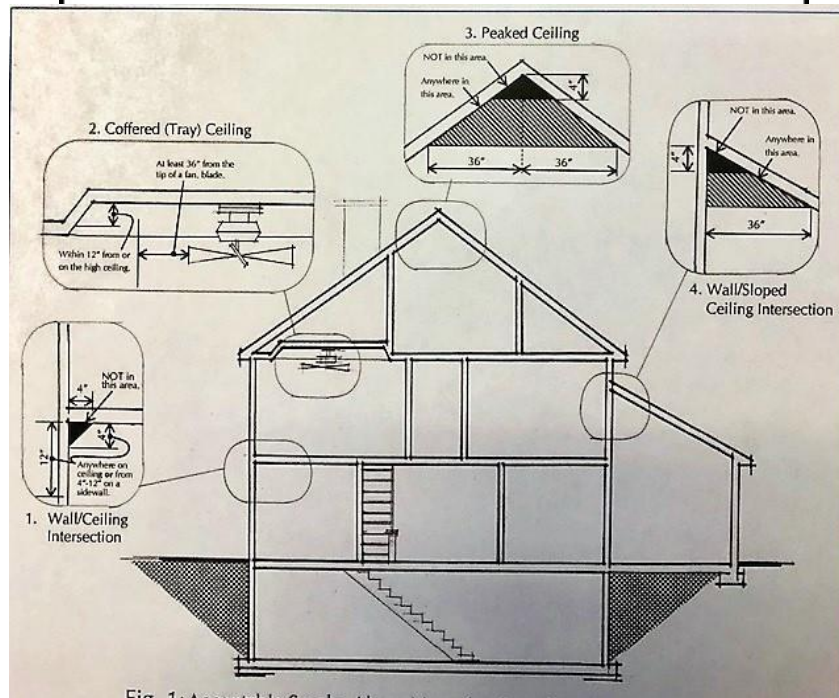 3. Peaked Ceiling
NOT in this area.
Anywhere in
this area.
4"
36"
36"
2. Coffered (Tray) Ceiling
At least 36" from the
tip of a fan, blade.
Within 12" from or
on the high ceiling.
NOT in this area.
Anywhere
in this area.
4"
36"
4. Wall/Sloped
Ceiling Intersection
NOT in
this area.
4"
4"
12"
Anywhere on
ceiling or from
4"-12" on a
sidewall.
1. Wall/Ceiling
Intersection
Fig. 1: